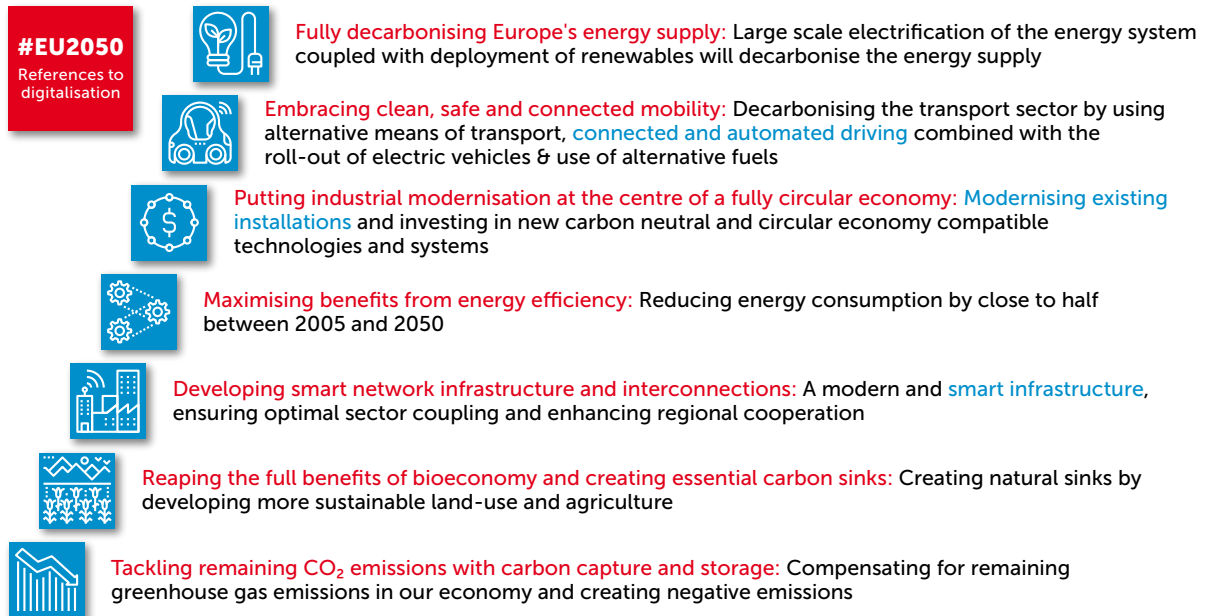 #EU2050
References to
digitalisation
Fully decarbonising Europe's energy supply: Large scale electrification of the energy system
coupled with deployment of renewables will decarbonise the energy supply
Embracing clean, safe and connected mobility: Decarbonising the transport sector by using
alternative means of transport, connected and automated driving combined with the
roll-out of electric vehicles & use of alternative fuels
Putting industrial modernisation at the centre of a fully circular economy: Modernising existing
installations and investing in new carbon neutral and circular economy compatible
technologies and systems
$
Maximising benefits from energy efficiency: Reducing energy consumption by close to half
between 2005 and 2050
Developing smart network infrastructure and interconnections: A modern and smart infrastructure,
ensuring optimal sector coupling and enhancing regional cooperation
Reaping the full benefits of bioeconomy and creating essential carbon sinks: Creating natural sinks by
developing more sustainable land-use and agriculture
Tackling remaining CO₂ emissions with carbon capture and storage: Compensating for remaining
greenhouse gas emissions in our economy and creating negative emissions